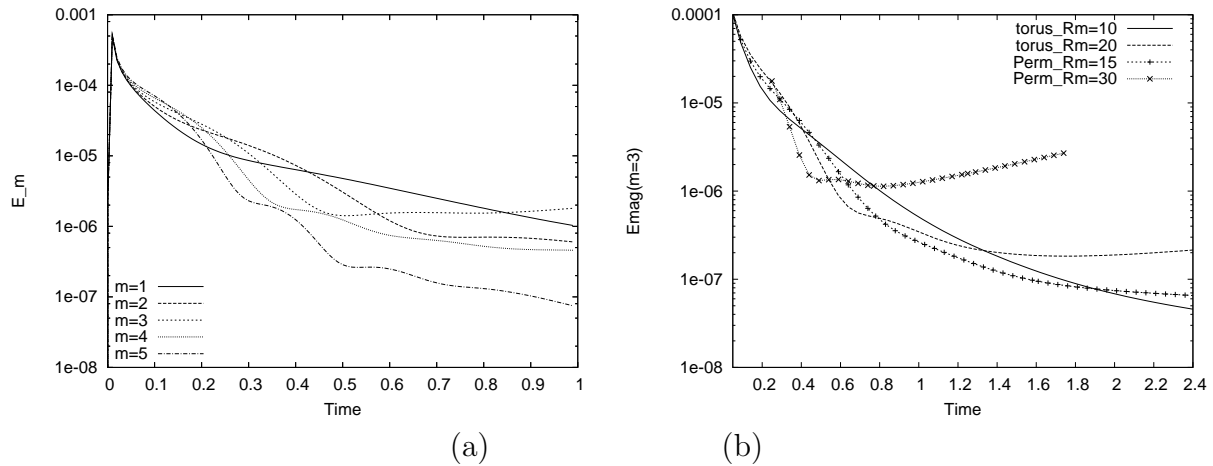 0.001
1e-04
1e-05
1e-06
1e-07
1e-08
E_m
m=1
m=2
m=3
m=4
m=5
0 0.1 0.2 0.3 0.4 0.5 0.6 0.7 0.8 0.9 1
Time
(a)
0.0001
1e-05
1e-06
1e-07
1e-08
Emag(m=3)
torus_Rm=10
torus_Rm=20
Perm_Rm=15
Perm_Rm=30
0.2 0.4 0.6 0.8 1.0 1.2 1.4 1.6 1.8 2.0 2.2 2.4
Time
(b)